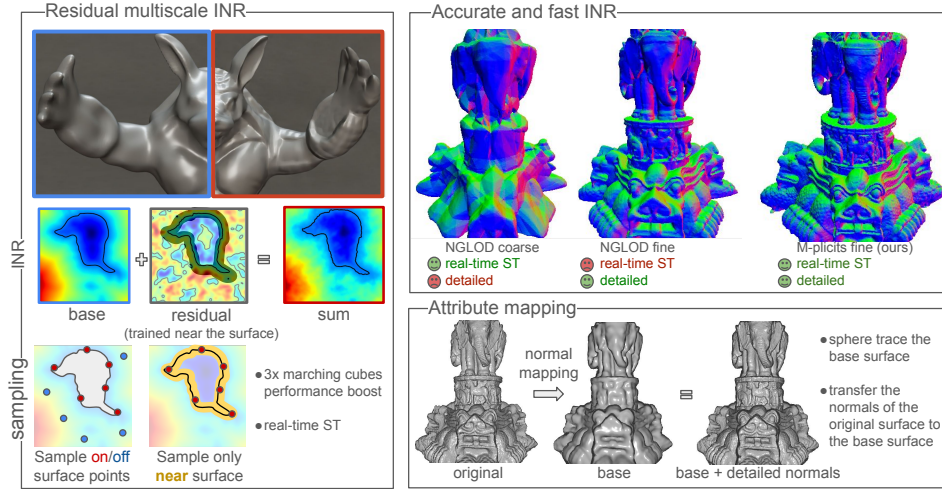 Residual multiscale INR
INR
base
residual
sum
(trained near the surface)
sampling
3x marching cubes
performance boost
real-time ST
Sample on/off
surface points
Sample only
near surface
Accurate and fast INR
NGLOD coarse
real-time ST
detailed
NGLOD fine
real-time ST
detailed
M-plicits fine (ours)
real-time ST
detailed
Attribute mapping
normal
mapping
original
base
base + detailed normals
sphere trace the
base surface
transfer the
normals of the
original surface to
the base surface